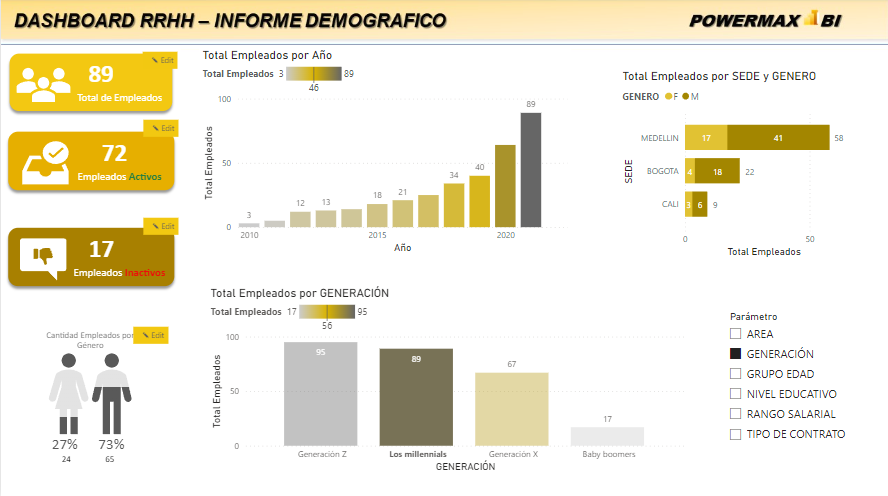 DASHBOARD RRHH – INFORME DEMOGRAFICO
POWERMAX BI
Edit
89
Total de Empleados
Edit
72
Empleados Activos
Edit
17
Empleados Inactivos
Edit
Cantidad Empleados por
Género
27%
73%
24
65
Total Empleados por Año
Total Empleados 3 89
46
Total Empleados
100
50
0
3
12
13
18
21
34
40
89
2010
2015
2020
Año
Total Empleados por SEDE y GENERO
GENERO F M
SEDE
MEDELLIN 17 41 58
BOGOTA 4 18 22
CALI 3 6 9
0 50
Total Empleados
Total Empleados por GENERACIÓN
Total Empleados 17 95
56
Total Empleados
100
50
0
95
89
67
17
Generación Z
Los millennials
Generación X
Baby boomers
GENERACIÓN
Parámetro
AREA
GENERACIÓN
GRUPO EDAD
NIVEL EDUCATIVO
RANGO SALARIAL
TIPO DE CONTRATO